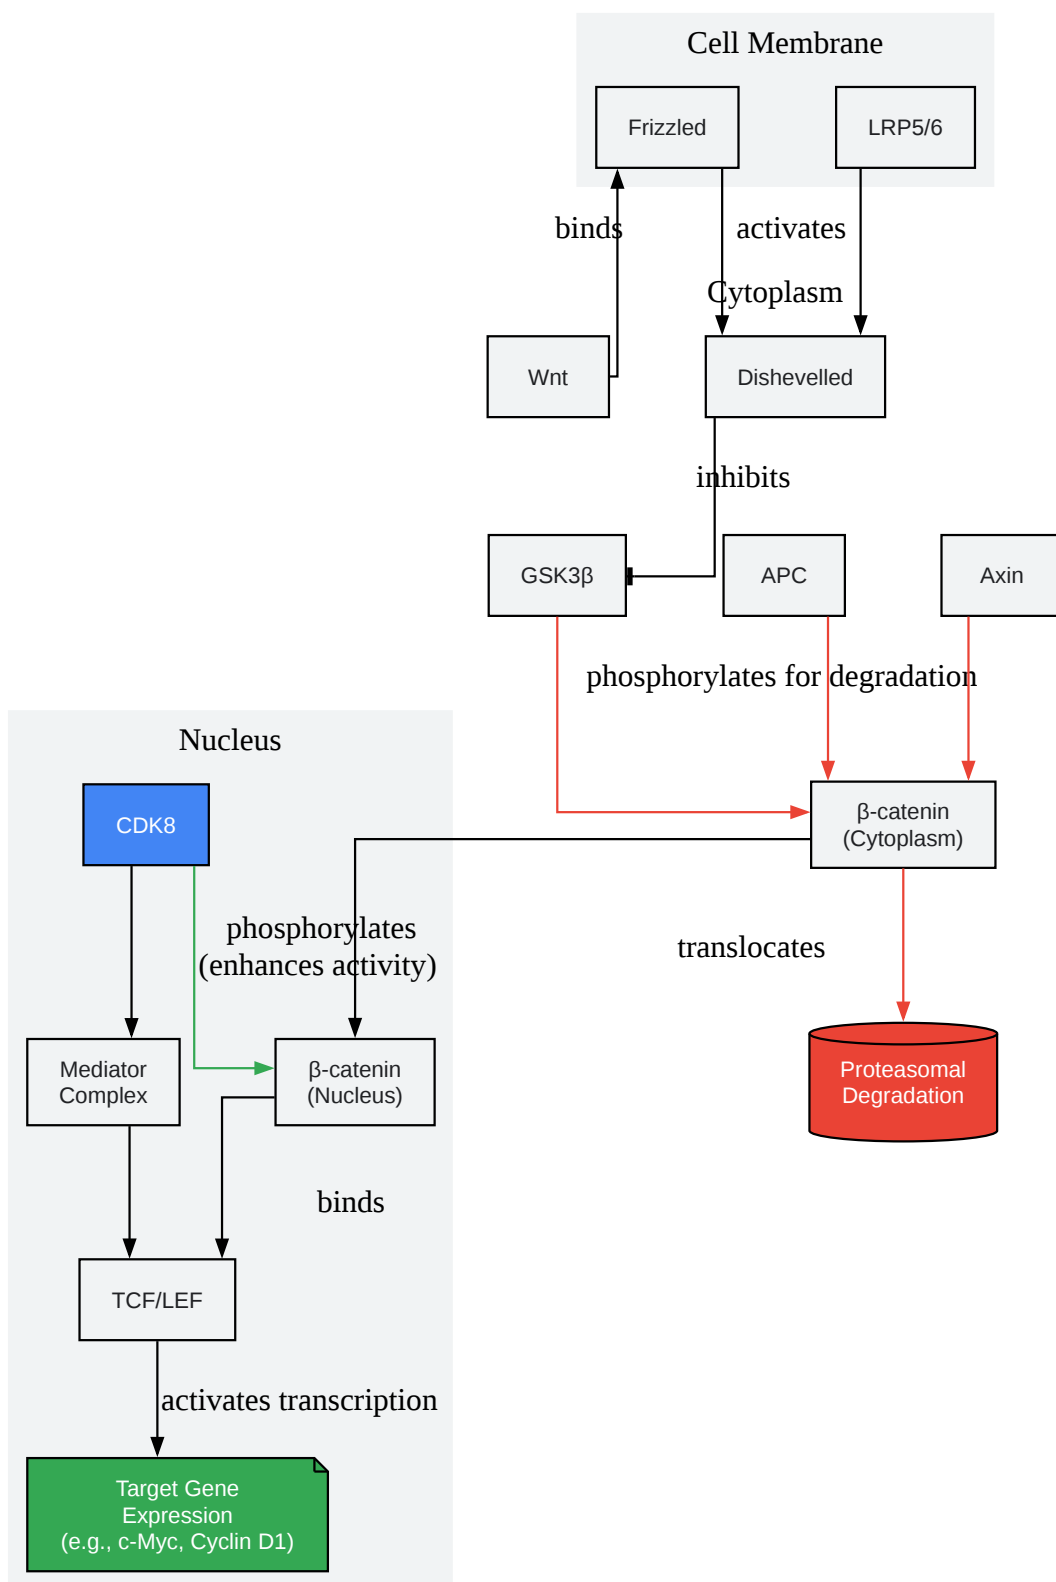 Cell Membrane
Frizzled
LRP5/6
binds
activates
Cytoplasm
Wnt
Dishevelled
inhibits
GSK3β
APC
Axin
phosphorylates for degradation
Nucleus
CDK8
β-catenin
(Cytoplasm)
phosphorylates
(enhances activity)
translocates
Mediator
Complex
β-catenin
(Nucleus)
Proteasomal
Degradation
binds
TCF/LEF
activates transcription
Target Gene
Expression
(e.g., c-Myc, Cyclin D1)